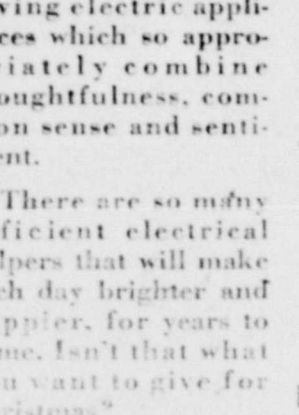 ving electric appli-
ces which so appro-
iately combine
oughtfulness, com-
on sense and senti-
ent.
There are so many
ficient electrical
lpers that will make
ch day brighter and
ppier, for years to
me. Isn't that what
u want to give for
ristmas"